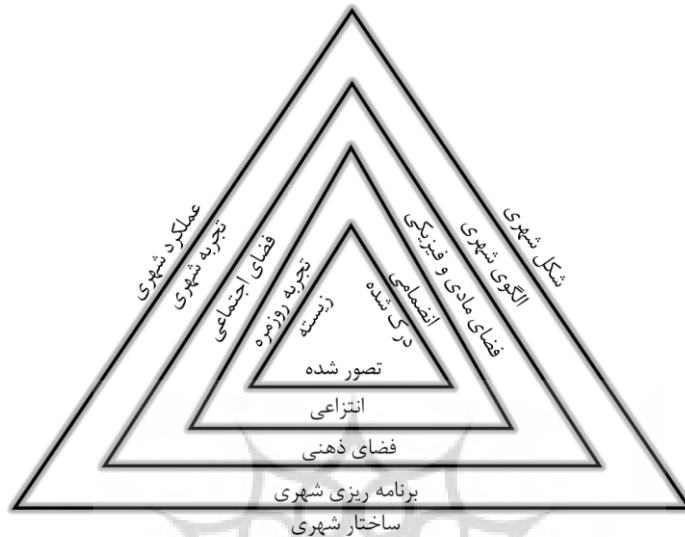 عملکرد شهری
تجربه شهری
فضای اجتماعی
تجربه روزمره
زیسته
شکل شهری
الگوی شهری
فضای مادی و فیزیکی
انضمامی
درک شده
تصور شده
انتزاعی
فضای ذهنی
برنامه ریزی شهری
ساختار شهری